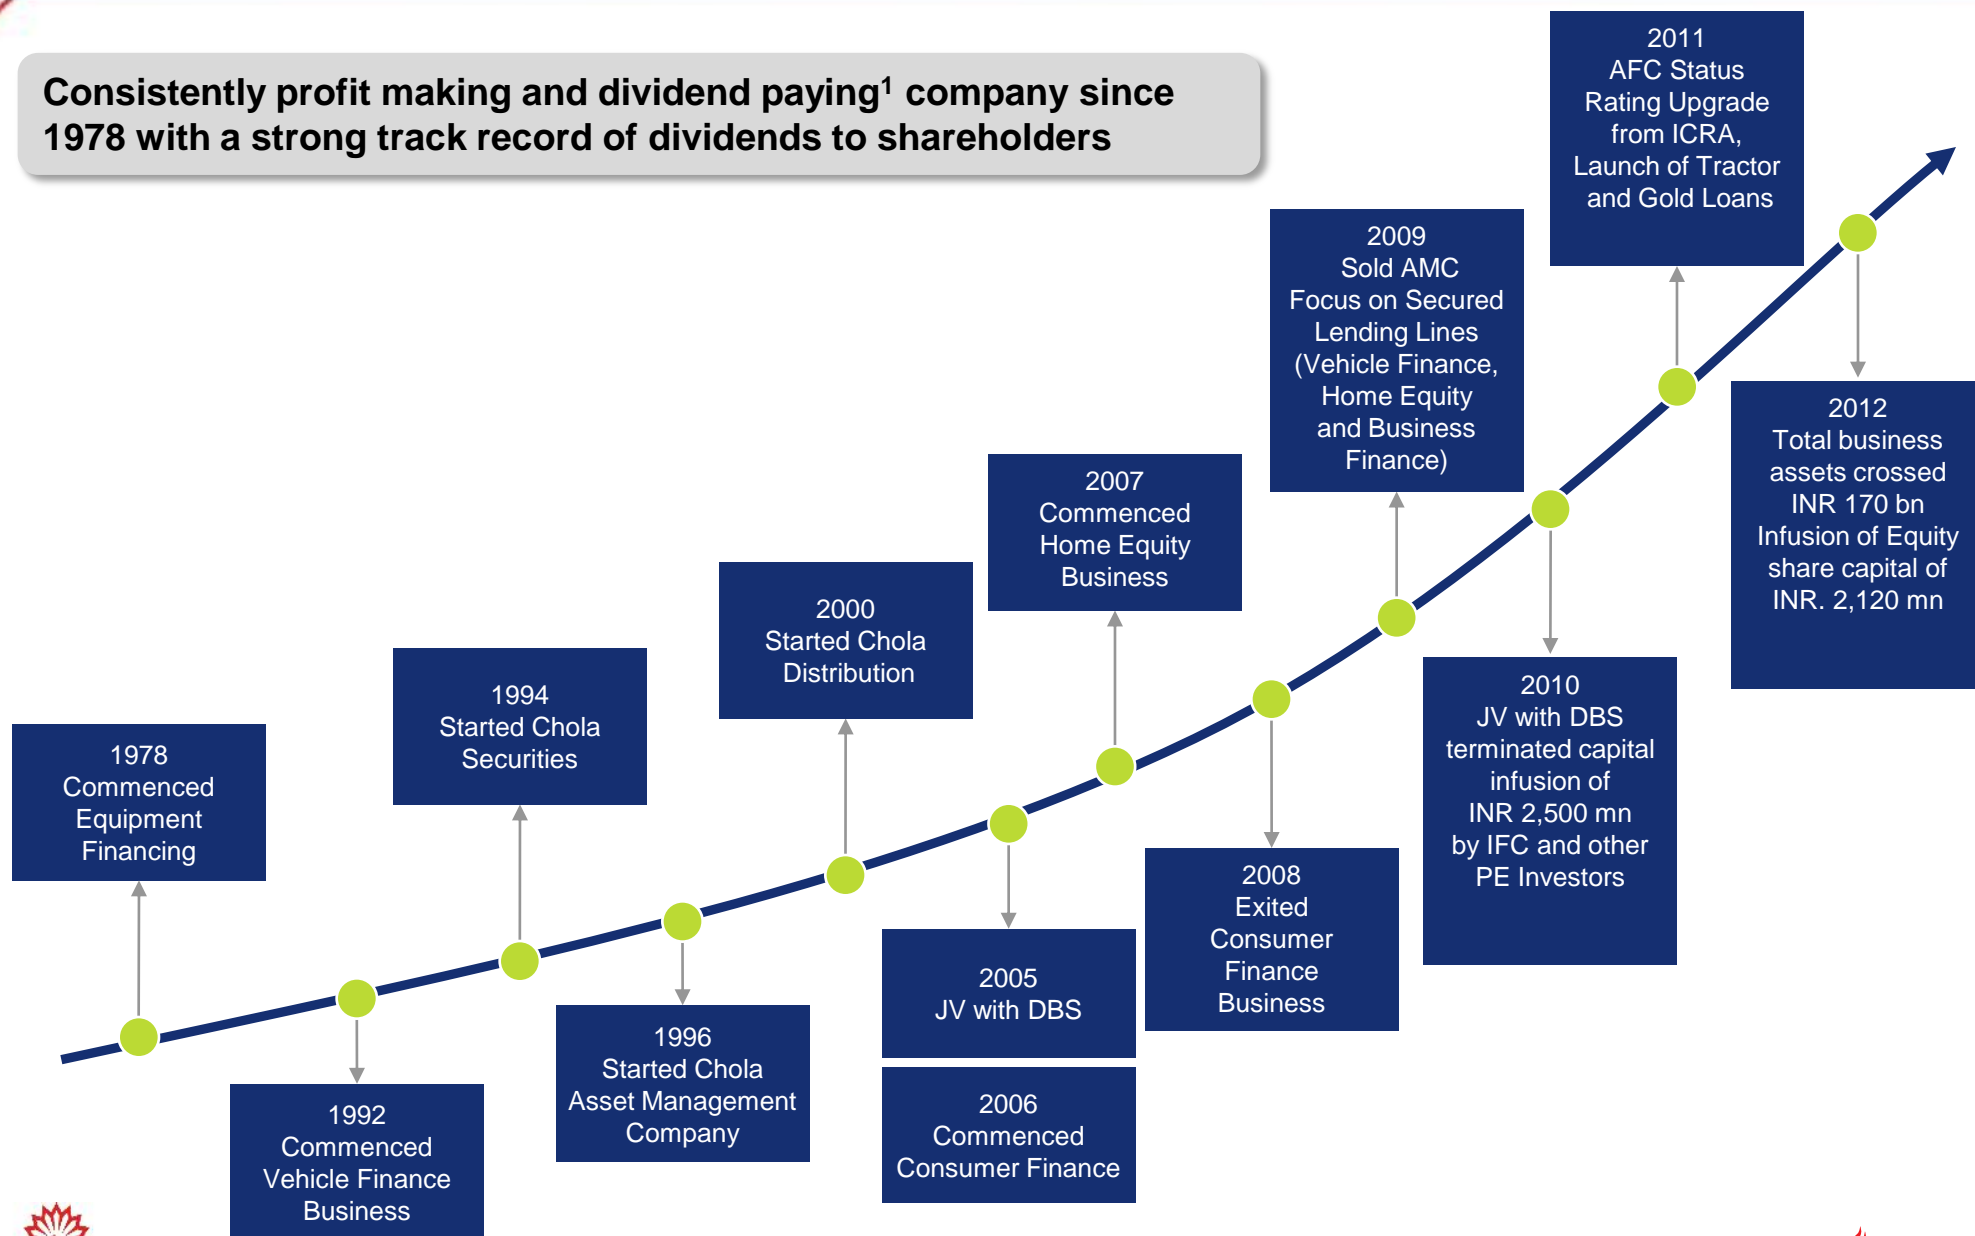 Consistently profit making and dividend paying¹ company since
1978 with a strong track record of dividends to shareholders
1978
Commenced
Equipment
Financing
1992
Commenced
Vehicle Finance
Business
1994
Started Chola
Securities
1996
Started Chola
Asset Management
Company
2000
Started Chola
Distribution
2005
JV with DBS
2006
Commenced
Consumer Finance
2007
Commenced
Home Equity
Business
2008
Exited
Consumer
Finance
Business
2009
Sold AMC
Focus on Secured
Lending Lines
(Vehicle Finance,
Home Equity
and Business
Finance)
2010
JV with DBS
terminated capital
infusion of
INR 2,500 mn
by IFC and other
PE Investors
2011
AFC Status
Rating Upgrade
from ICRA,
Launch of Tractor
and Gold Loans
2012
Total business
assets crossed
INR 170 bn
Infusion of Equity
share capital of
INR. 2,120 mn